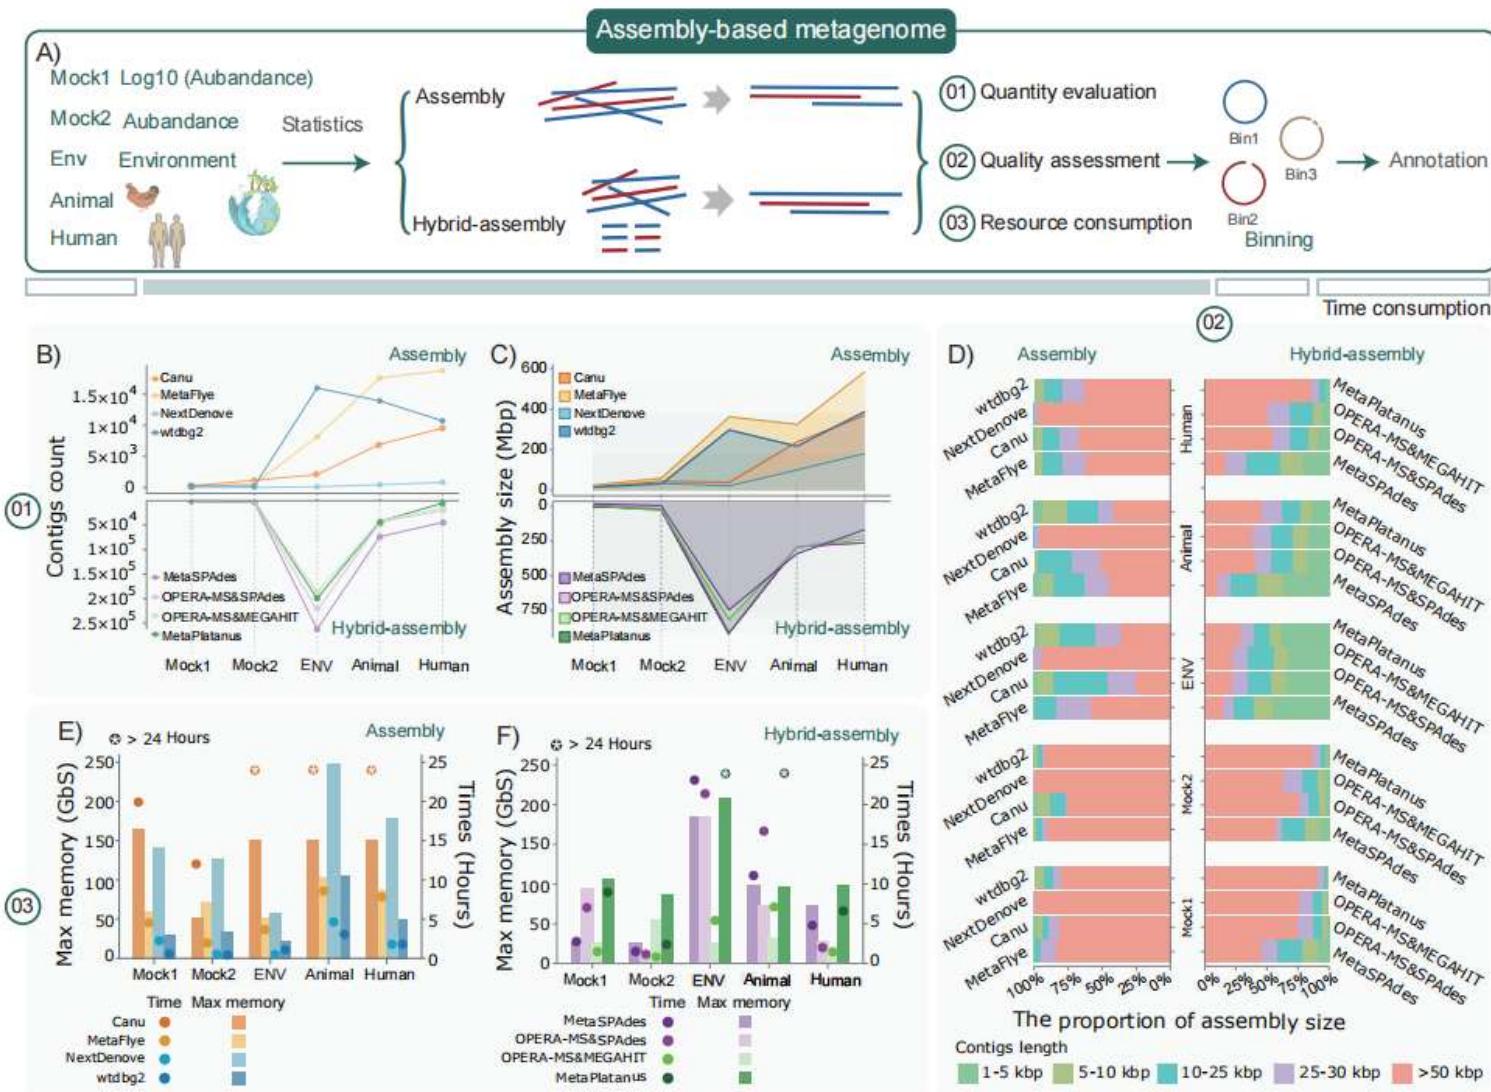 Assembly-based metagenome
A)
Mock1 Log10 (Aubandance)
Mock2 Aubandance
Env Environment
Animal
Human
Statistics
Assembly
Hybrid-assembly
01 Quantity evaluation
02 Quality assessment
03 Resource consumption
Bin1
Bin3
Bin2
Binning
Annotation
Time consumption
01
B)
Assembly
Contigs count
Canu
MetaFlye
NextDenove
wtdbg2
1.5×10⁴
1×10⁴
5×10³
0
5×10⁴
1×10⁵
1.5×10⁵
2×10⁵
2.5×10⁵
MetaSPAdes
OPERA-MS&SPAdes
OPERA-MS&MEGAHIT
MetaPlatanus
Hybrid-assembly
Mock1 Mock2 ENV Animal Human
C)
Assembly
Assembly size (Mbp)
600
400
200
0
Canu
MetaFlye
NextDenove
wtdbg2
0
250
500
750
MetaSPAdes
OPERA-MS&SPAdes
OPERA-MS&MEGAHIT
MetaPlatanus
Hybrid-assembly
Mock1 Mock2 ENV Animal Human
02
D)
Assembly
Hybrid-assembly
wtdbg2
NextDenove
Canu
MetaFlye
Human
MetaPlatanus
OPERA-MS&MEGAHIT
OPERA-MS&SPAdes
MetaSPAdes
wtdbg2
NextDenove
Canu
MetaFlye
Animal
MetaPlatanus
OPERA-MS&MEGAHIT
OPERA-MS&SPAdes
MetaSPAdes
wtdbg2
NextDenove
Canu
MetaFlye
ENV
MetaPlatanus
OPERA-MS&MEGAHIT
OPERA-MS&SPAdes
MetaSPAdes
wtdbg2
NextDenove
Canu
MetaFlye
Mock2
MetaPlatanus
OPERA-MS&MEGAHIT
OPERA-MS&SPAdes
MetaSPAdes
wtdbg2
NextDenove
Canu
MetaFlye
Mock1
MetaPlatanus
OPERA-MS&MEGAHIT
OPERA-MS&SPAdes
MetaSPAdes
100% 75% 50% 25% 0%
0% 25% 50% 75% 100%
The proportion of assembly size
Contigs length
1-5 kbp 5-10 kbp 10-25 kbp 25-30 kbp >50 kbp
03
E)
> 24 Hours
Assembly
Max memory (GbS)
250
200
150
100
50
0
25
20
15
10
5
0
Times (Hours)
Mock1 Mock2 ENV Animal Human
Time Max memory
Canu
MetaFlye
NextDenove
wtdbg2
F)
> 24 Hours
Hybrid-assembly
Max memory (GbS)
250
200
150
100
50
0
25
20
15
10
5
0
Times (Hours)
Mock1 Mock2 ENV Animal Human
Time Max memory
MetaSPAdes
OPERA-MS&SPAdes
OPERA-MS&MEGAHIT
MetaPlatanus